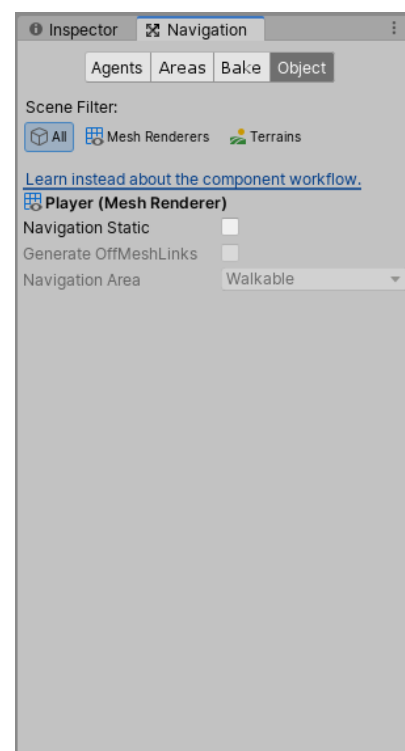 Inspector Navigation
Agents Areas Bake Object
Scene Filter:
All Mesh Renderers Terrains
Learn instead about the component workflow.
Player (Mesh Renderer)
Navigation Static
Generate OffMeshLinks
Navigation Area Walkable